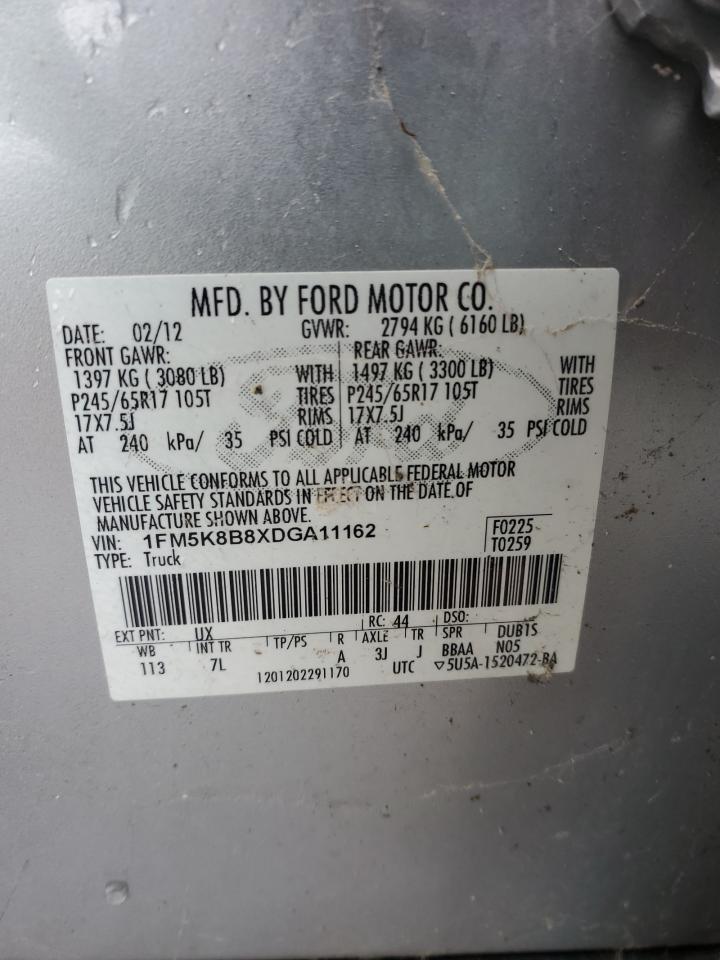 MFD. BY FORD MOTOR CO.
DATE: 02/12 GVWR: 2794 KG ( 6160 LB)
FRONT GAWR: REAR GAWR:
1397 KG ( 3080 LB) WITH 1497 KG ( 3300 LB) WITH
P245/65R17 105T TIRES P245/65R17 105T TIRES
17X7.5J RIMS 17X7.5J RIMS
AT 240 kPa/ 35 PSI COLD AT 240 kPa/ 35 PSI COLD
THIS VEHICLE CONFORMS TO ALL APPLICABLE FEDERAL MOTOR
VEHICLE SAFETY STANDARDS IN EFFECT ON THE DATE OF
MANUFACTURE SHOWN ABOVE.
VIN: 1FM5K8B8XDGA11162 F0225
TYPE: Truck T0259
EXT PNT: UX RC: 44 DSO:
WB INT TR TP/PS R AXLE TR SPR DUB1S
113 7L A 3J J BBAA N05
1201202291170 UTC ▽5U5A-1520472-BA